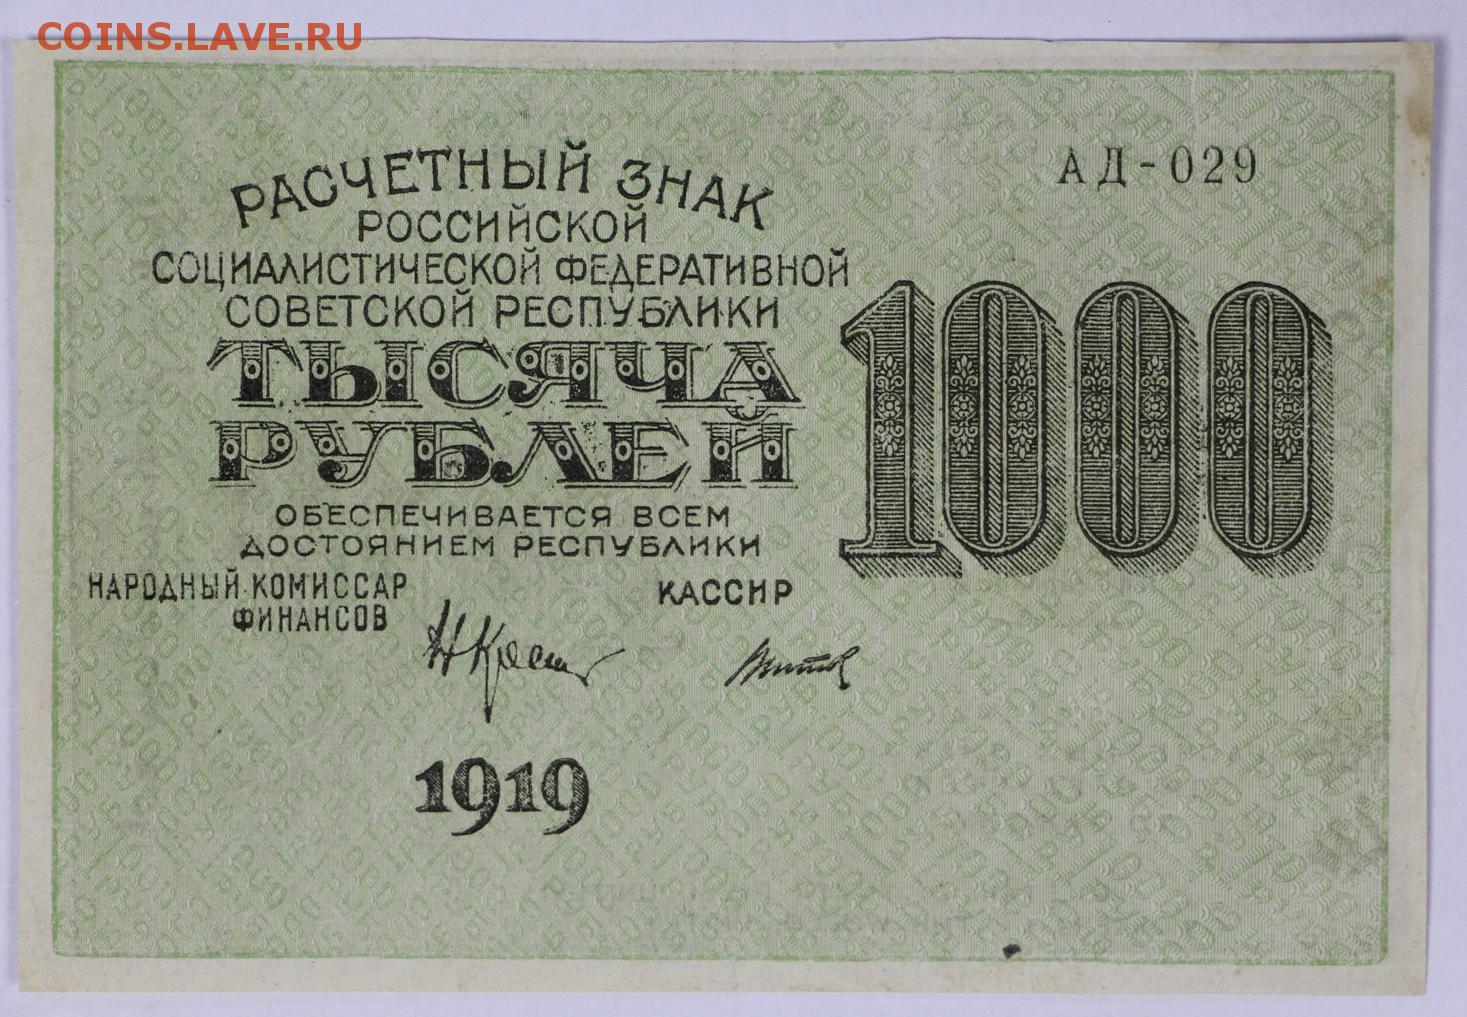 COINS.LAVE.RU
АД-029
РАСЧЕТНЫЙ ЗНАК
РОССИЙСКОЙ
СОЦИАЛИСТИЧЕСКОЙ ФЕДЕРАТИВНОЙ
СОВЕТСКОЙ РЕСПУБЛИКИ
ТЫСЯЧА
РУБЛЕЙ
1000
ОБЕСПЕЧИВАЕТСЯ ВСЕМ
ДОСТОЯНИЕМ РЕСПУБЛИКИ
НАРОДНЫЙ КОМИССАР
ФИНАНСОВ
КАССИР
1919